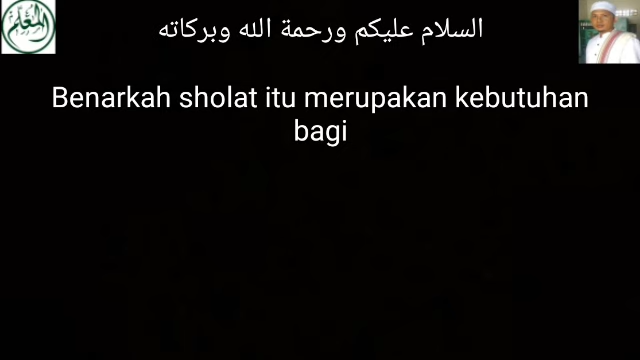 السلام عليكم ورحمة الله وبركاته
Benarkah sholat itu merupakan kebutuhan
bagi